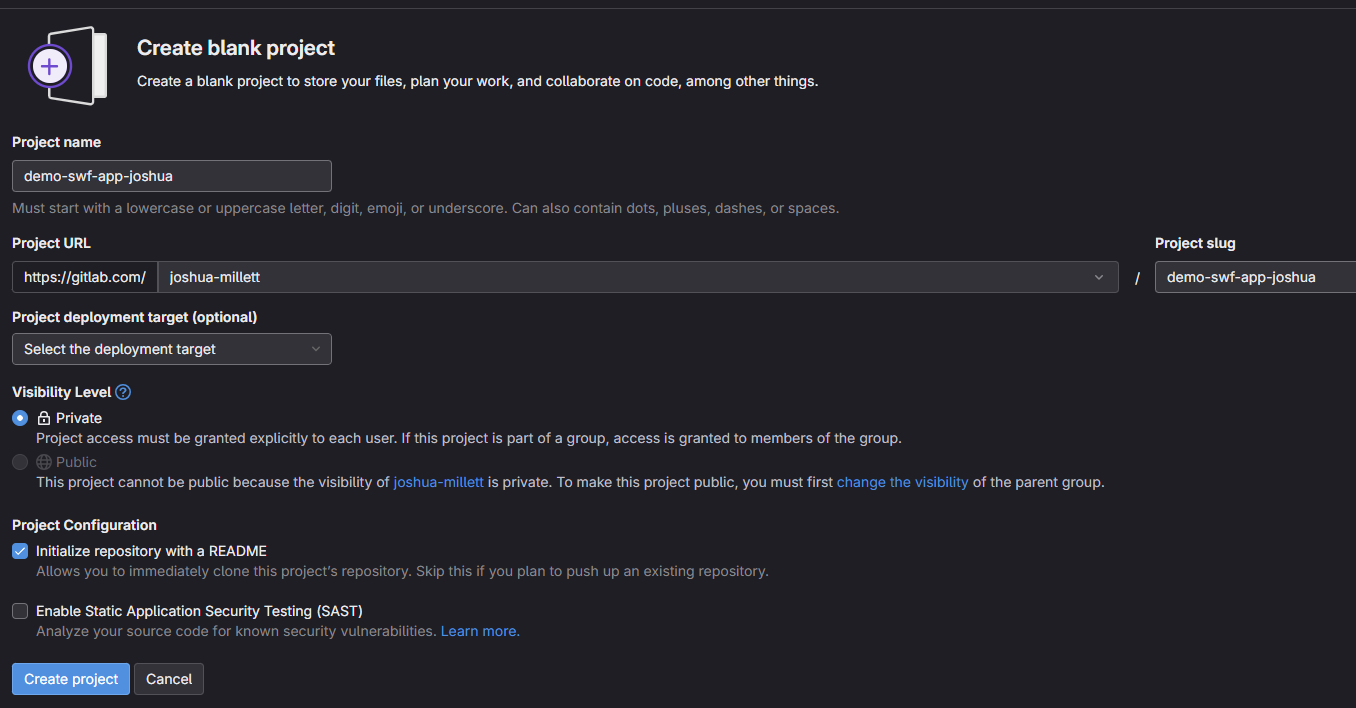 Create blank project
Create a blank project to store your files, plan your work, and collaborate on code, among other things.
Project name
demo-swf-app-joshua
Must start with a lowercase or uppercase letter, digit, emoji, or underscore. Can also contain dots, pluses, dashes, or spaces.
Project URL
Project slug
https://gitlab.com/ joshua-millett / demo-swf-app-joshua
Project deployment target (optional)
Select the deployment target
Visibility Level
Private
Project access must be granted explicitly to each user. If this project is part of a group, access is granted to members of the group.
Public
This project cannot be public because the visibility of joshua-millett is private. To make this project public, you must first change the visibility of the parent group.
Project Configuration
Initialize repository with a README
Allows you to immediately clone this project's repository. Skip this if you plan to push up an existing repository.
Enable Static Application Security Testing (SAST)
Analyze your source code for known security vulnerabilities. Learn more.
Create project Cancel